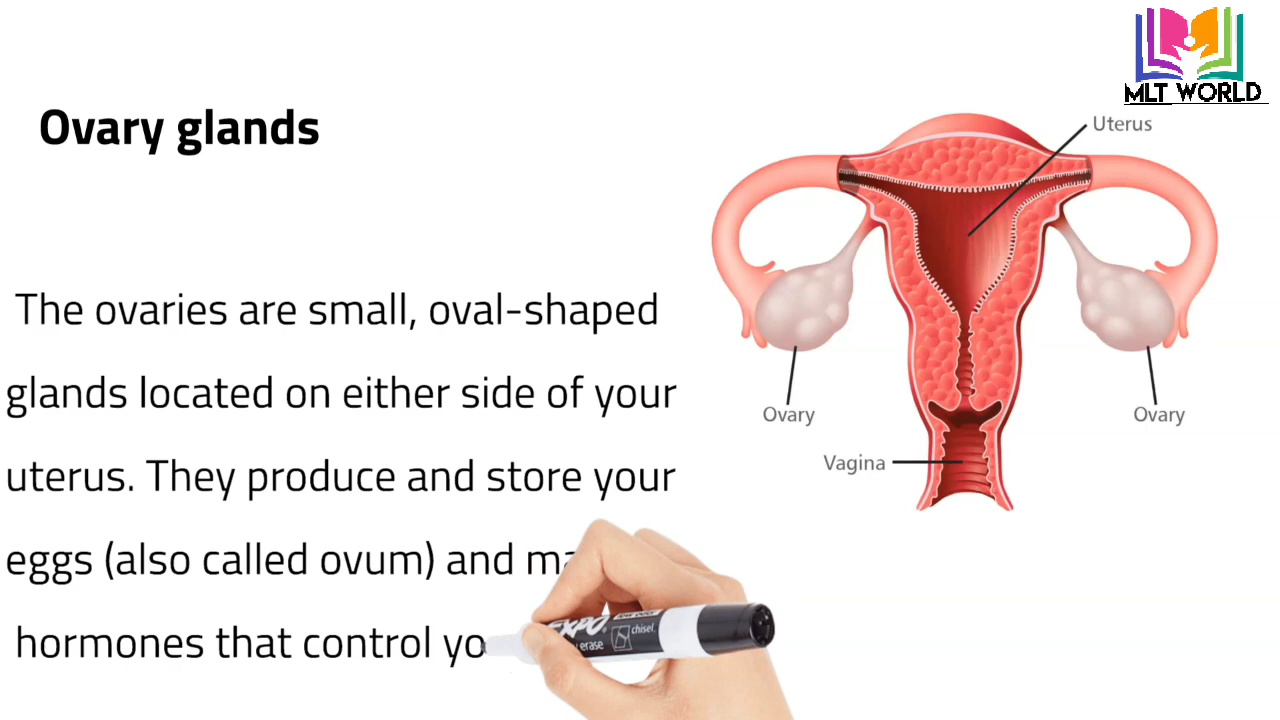 MLT WORLD
Ovary glands
Uterus
The ovaries are small, oval-shaped
glands located on either side of your
uterus. They produce and store your
eggs (also called ovum) and
hormones that control
Ovary
Ovary
Vagina
EXPO
chisel
erase